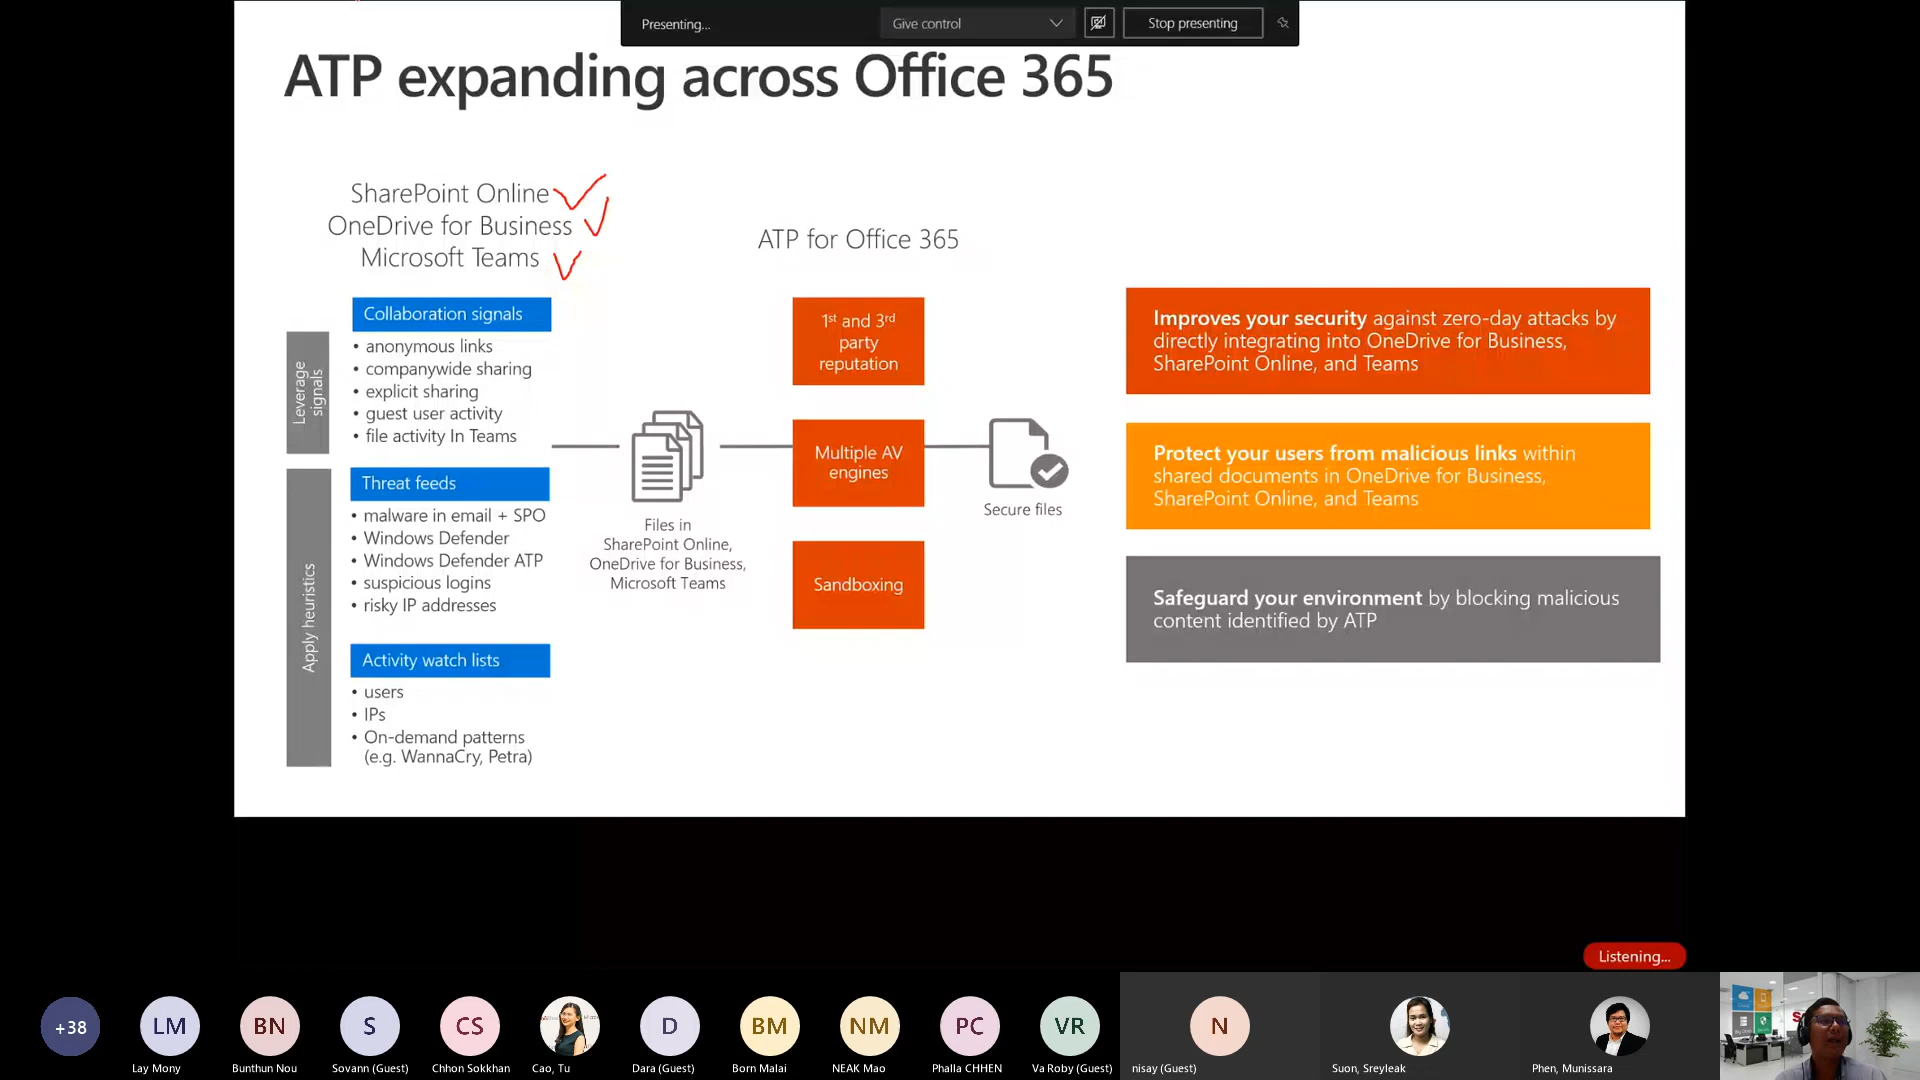 Presenting...
Give control
Stop presenting
ATP expanding across Office 365
SharePoint Online
OneDrive for Business
Microsoft Teams
ATP for Office 365
Leverage
signals
Collaboration signals
• anonymous links
• companywide sharing
• explicit sharing
• guest user activity
• file activity In Teams
Apply heuristics
Threat feeds
• malware in email + SPO
• Windows Defender
• Windows Defender ATP
• suspicious logins
• risky IP addresses
Activity watch lists
• users
• IPs
• On-demand patterns
(e.g. WannaCry, Petra)
Files in
SharePoint Online,
OneDrive for Business,
Microsoft Teams
1st and 3rd
party
reputation
Multiple AV
engines
Sandboxing
Secure files
Improves your security against zero-day attacks by
directly integrating into OneDrive for Business,
SharePoint Online, and Teams
Protect your users from malicious links within
shared documents in OneDrive for Business,
SharePoint Online, and Teams
Safeguard your environment by blocking malicious
content identified by ATP
Listening...
+38
LM
Lay Mony
BN
Bunthun Nou
S
Sovann (Guest)
CS
Chhon Sokkhan
Cao, Tu
D
Dara (Guest)
BM
Born Malai
NM
NEAK Mao
PC
Phalla CHHEN
VR
Va Roby (Guest)
N
nisay (Guest)
Suon, Sreyleak
Phen, Munissara